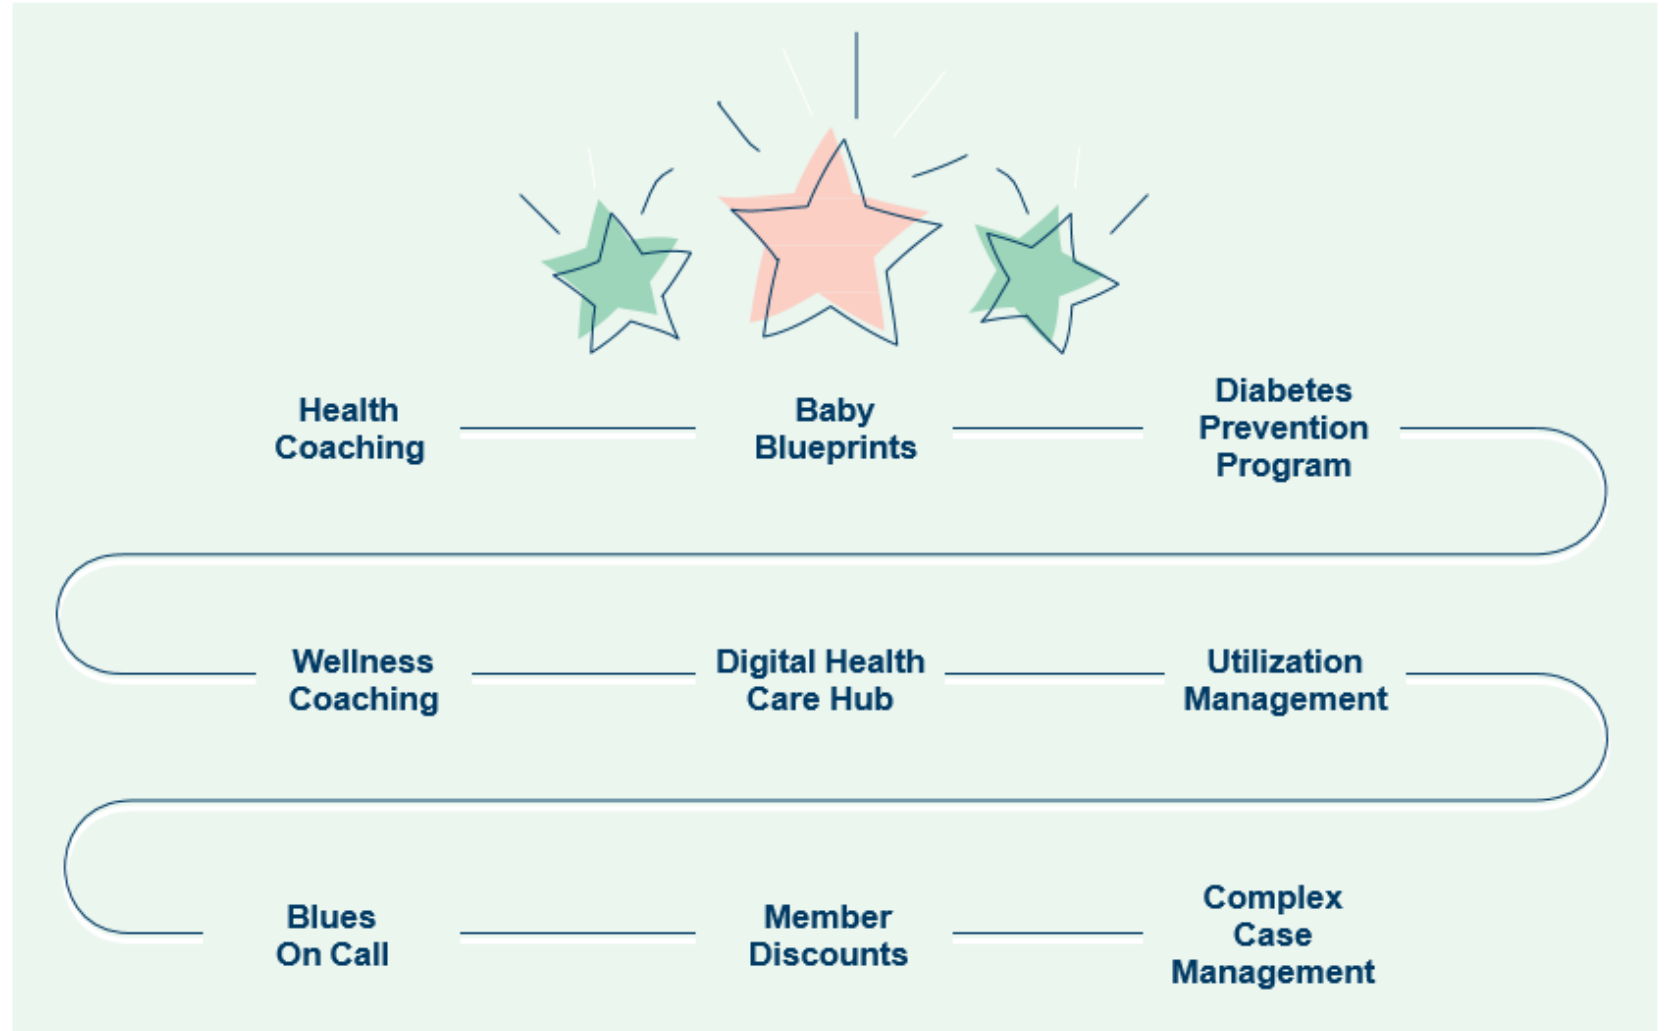 Health
Coaching
Baby
Blueprints
Diabetes
Prevention
Program
Wellness
Coaching
Digital Health
Care Hub
Utilization
Management
Blues
On Call
Member
Discounts
Complex
Case
Management